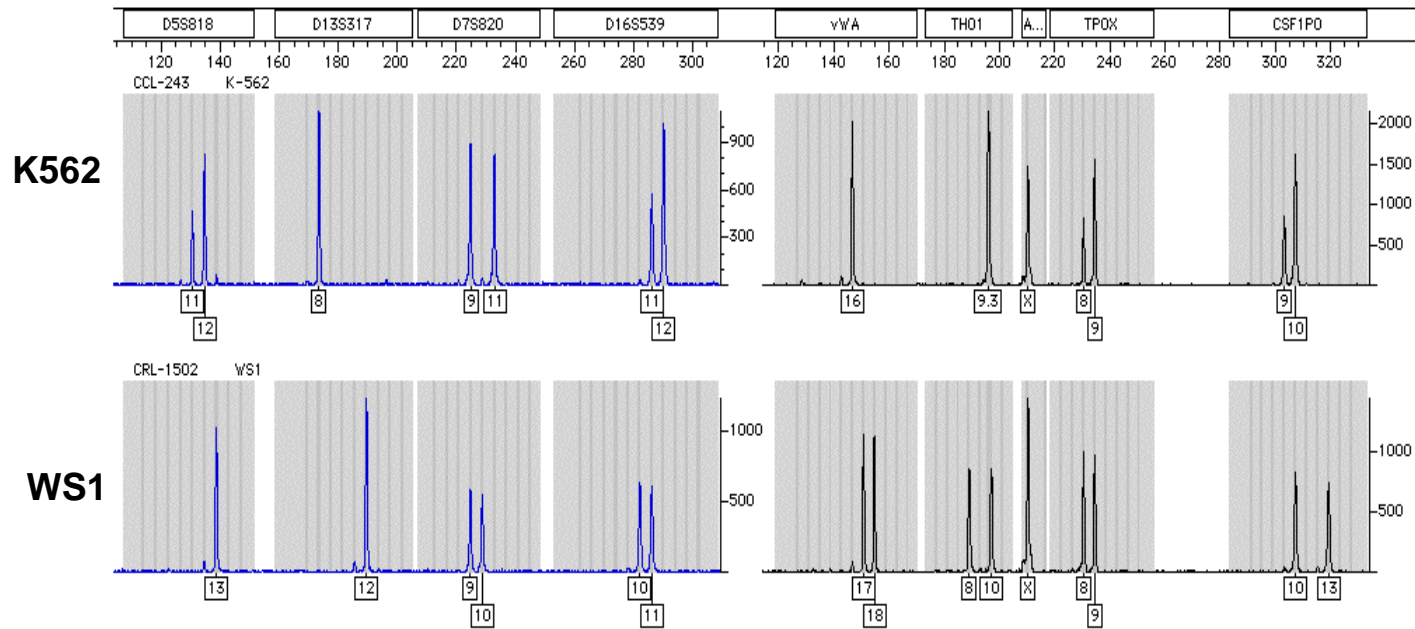 D5S818 D13S317 D7S820 D16S539 vWA TH01 A... TPOX CSF1PO
120 140 160 180 200 220 240 260 280 300 120 140 160 180 200 220 240 260 280 300 320
CCL-243 K-562
K562
900
600
300
2000
1500
1000
500
11 8 9 11 11 16 9.3 X 8 9
12 12 9 10
CRL-1502 WS1
WS1
1000
500
1000
500
13 12 9 10 17 8 10 X 8 10 13
10 11 18 9